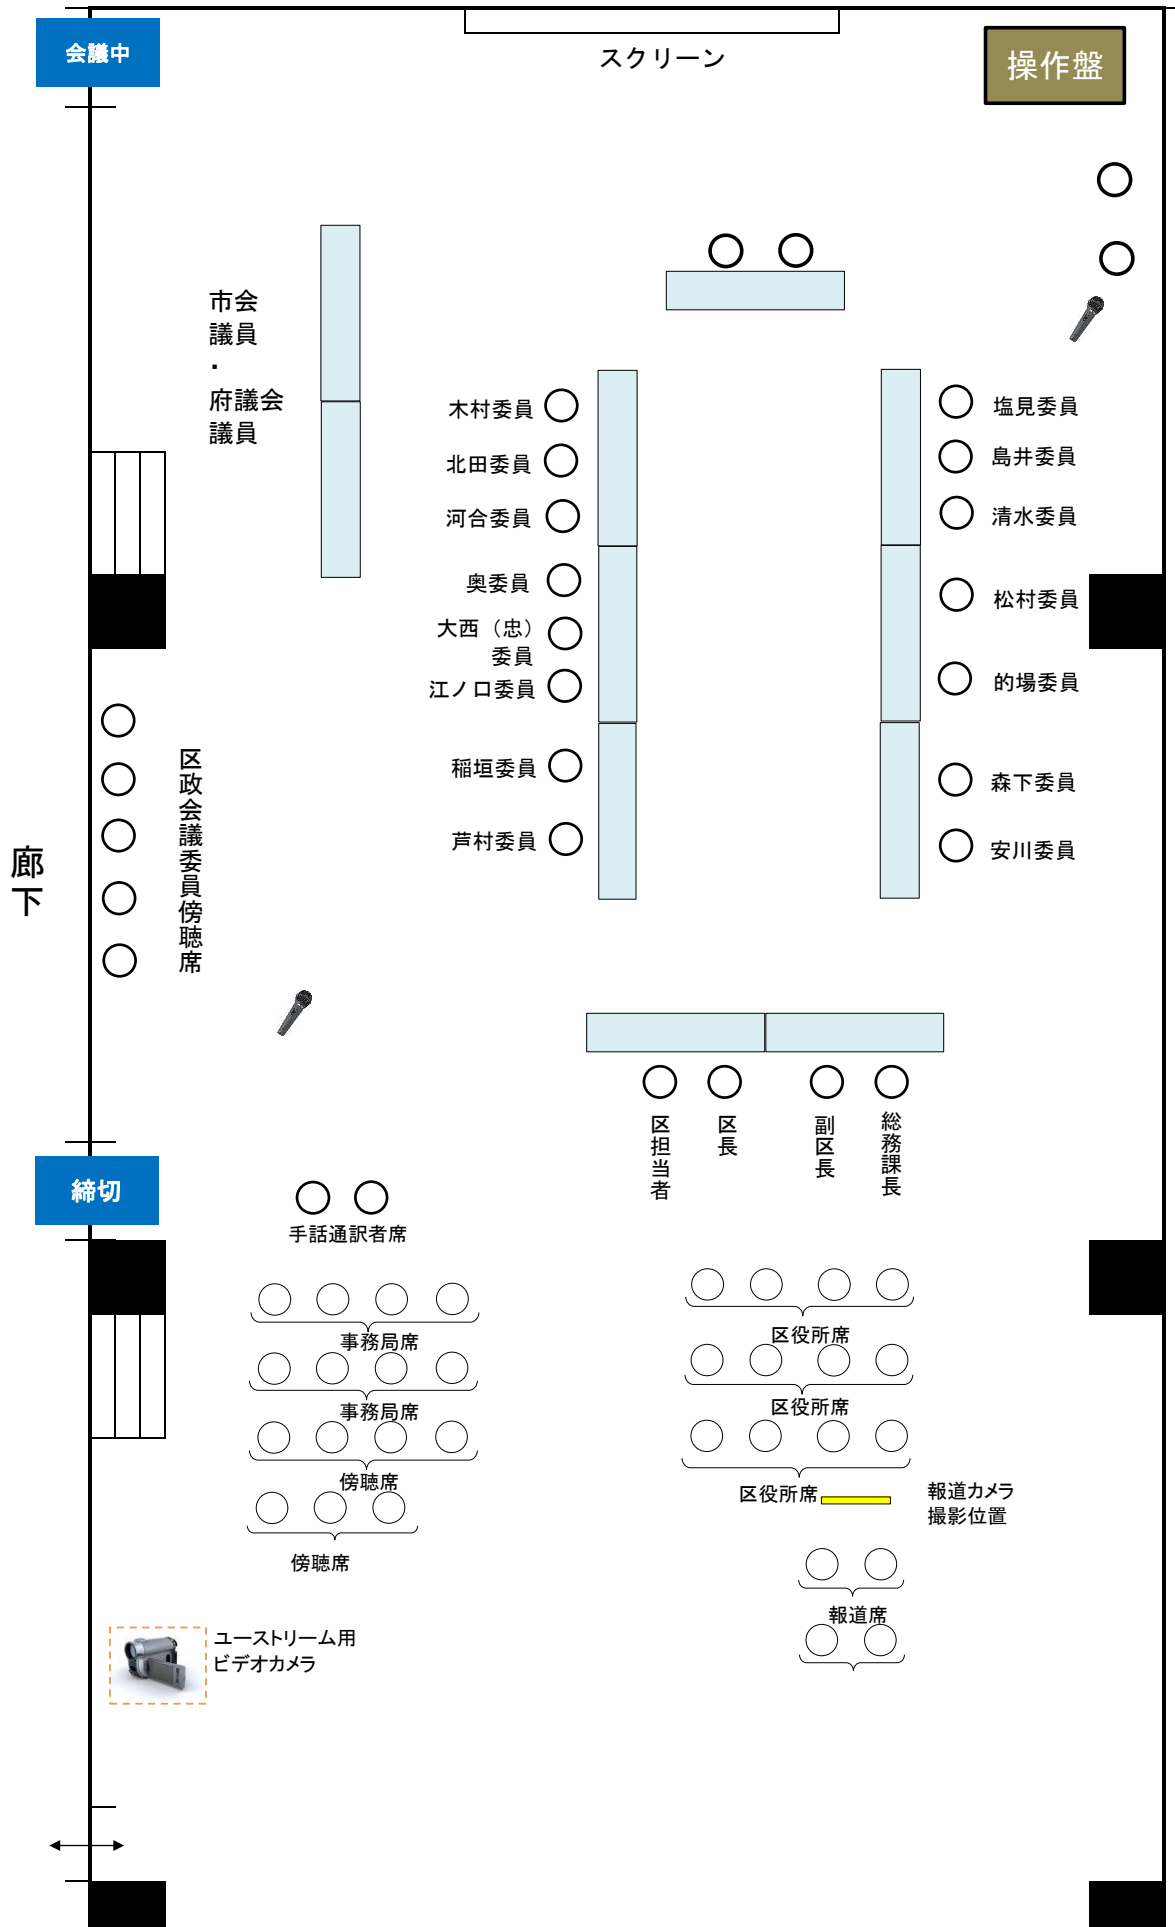 会議中
スクリーン
操作盤
市会
議員
・
府議会
議員
木村委員
北田委員
河合委員
奥委員
大西（忠）
委員
江ノ口委員
稲垣委員
芦村委員
塩見委員
島井委員
清水委員
松村委員
的場委員
森下委員
安川委員
区政会議委員傍聴席
廊下
区担当者
区長
副区長
総務課長
締切
手話通訳者席
事務局席
事務局席
傍聴席
傍聴席
区役所席
区役所席
区役所席
報道カメラ
撮影位置
報道席
ユーストリーム用
ビデオカメラ